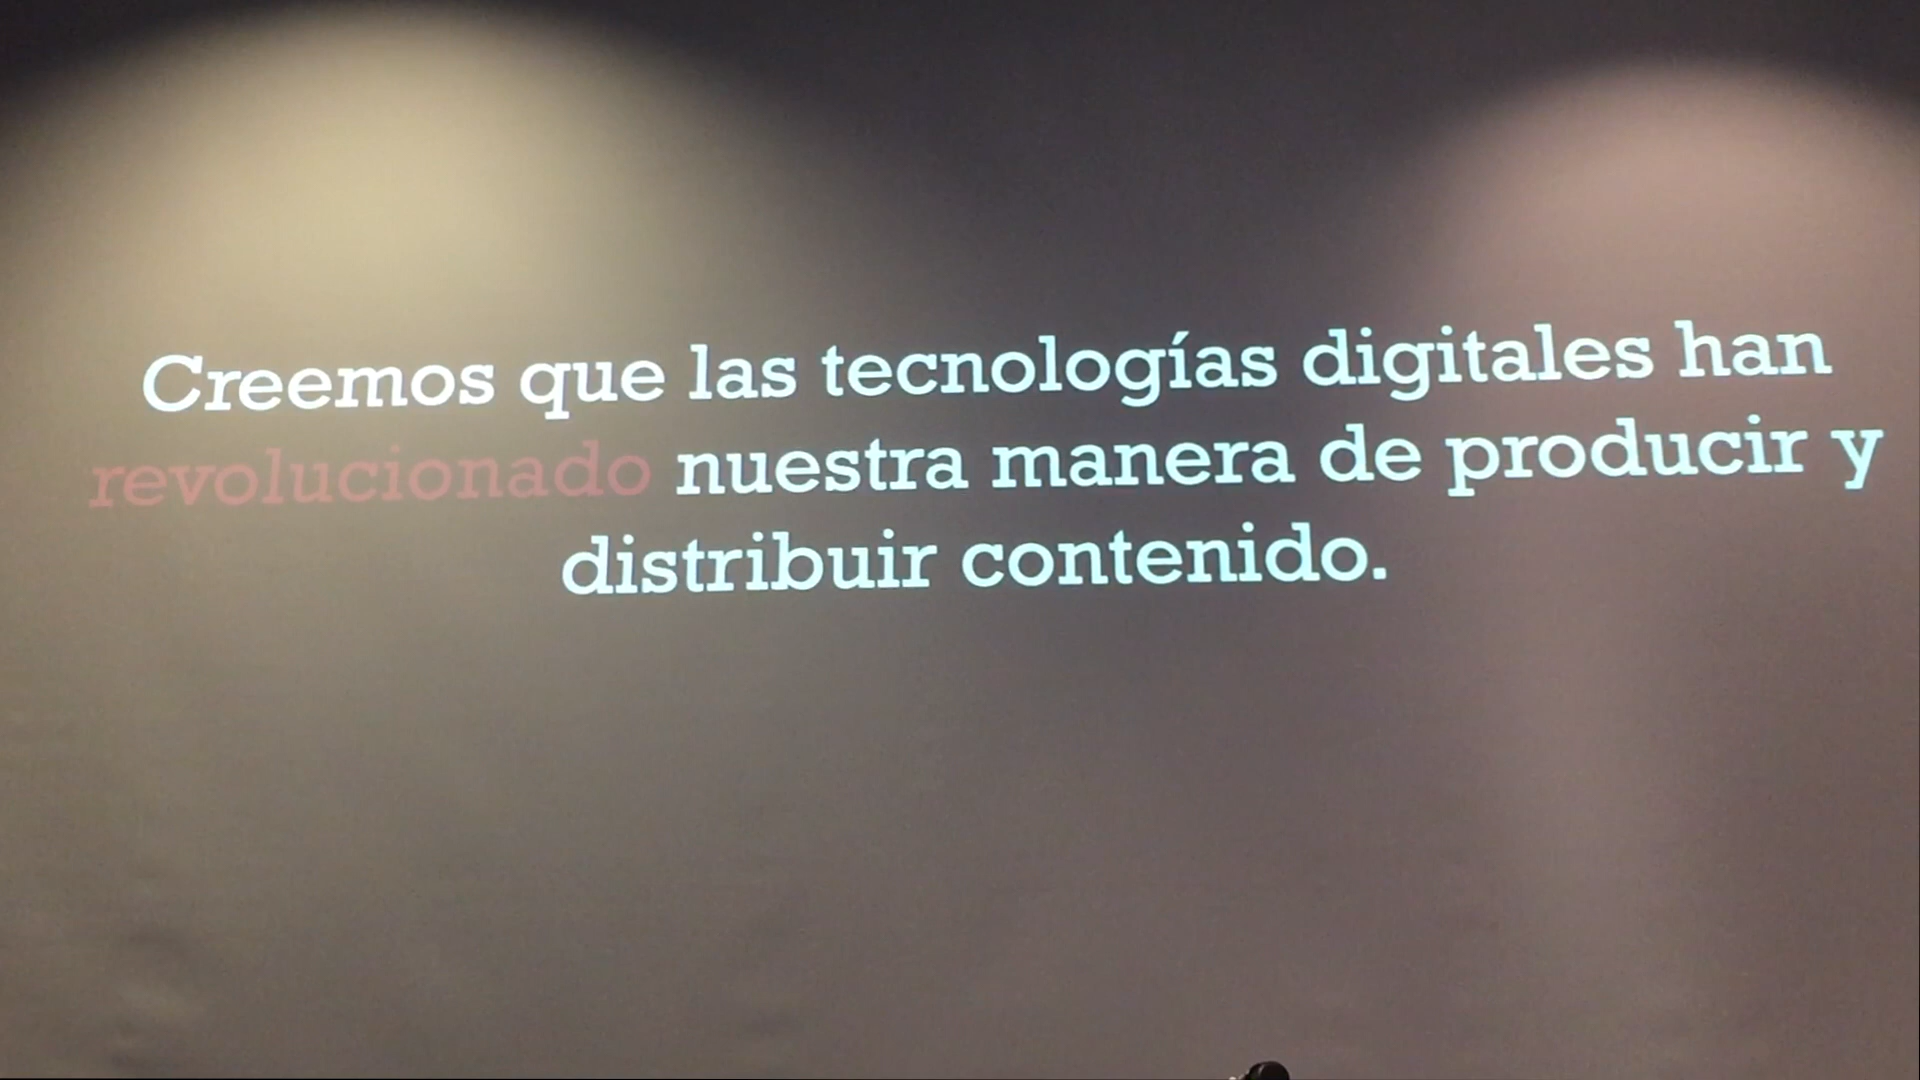 Creemos que las tecnologías digitales han
revolucionado nuestra manera de producir y
distribuir contenido.